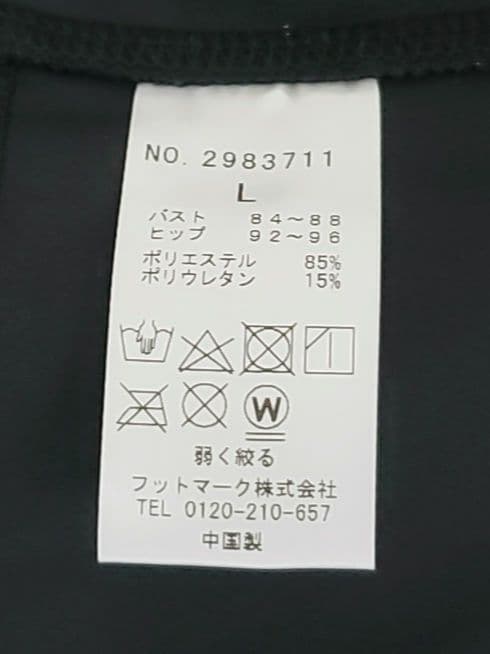 NO. 2983711
L
バスト 84～88
ヒップ 92～96
ポリエステル 85%
ポリウレタン 15%
W
弱く絞る
フットマーク株式会社
TEL 0120-210-657
中国製